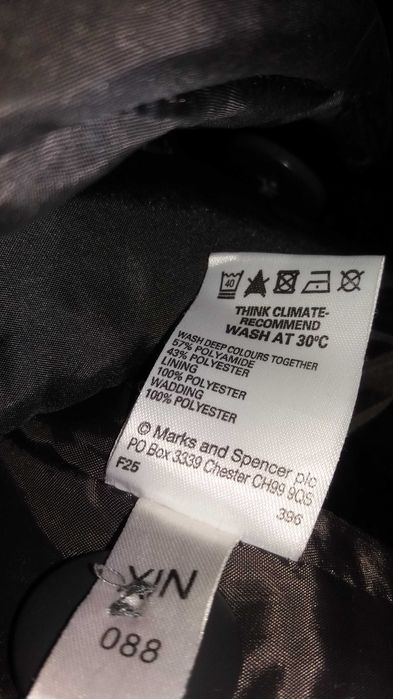 40
THINK CLIMATE-
RECOMMEND
WASH AT 30°C
WASH DEEP COLOURS TOGETHER
57% POLYAMIDE
43% POLYESTER
LINING
100% POLYESTER
WADDING
100% POLYESTER
© Marks and Spencer plc
PO Box 3339 Chester CH99 9QS
F25
396
XIN
088